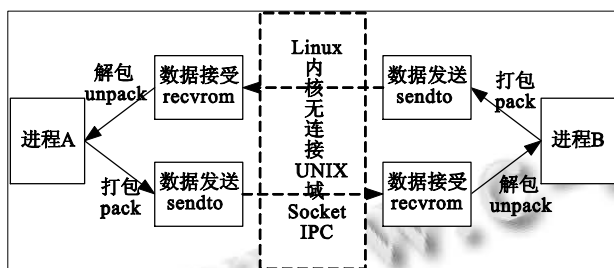 解包
unpack
数据接受
recvrom
Linux
内
核
无
连
接
UNIX
域
Socket
IPC
数据发送
sendto
打包
pack
进程A
进程B
打包
pack
数据发送
sendto
数据接受
recvrom
解包
unpack